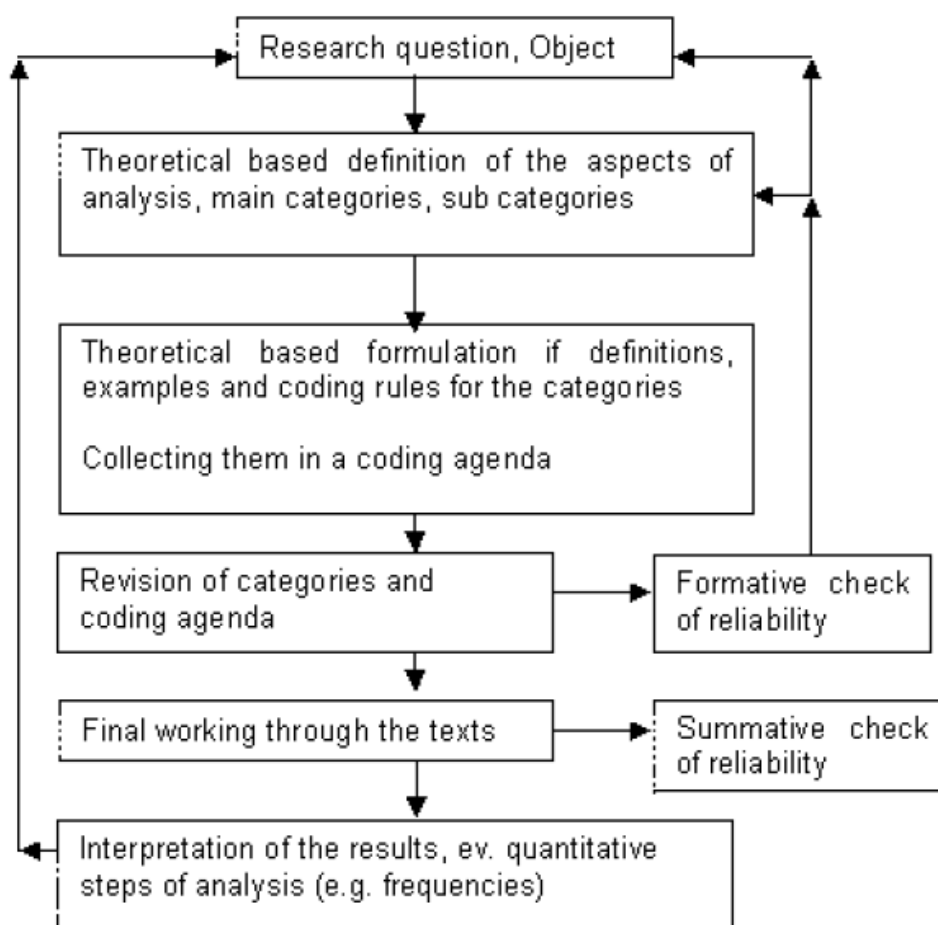 Research question, Object
Theoretical based definition of the aspects of
analysis, main categories, sub categories
Theoretical based formulation if definitions,
examples and coding rules for the categories
Collecting them in a coding agenda
Revision of categories and
coding agenda
Formative check
of reliability
Final working through the texts
Summative check
of reliability
Interpretation of the results, ev. quantitative
steps of analysis (e.g. frequencies)